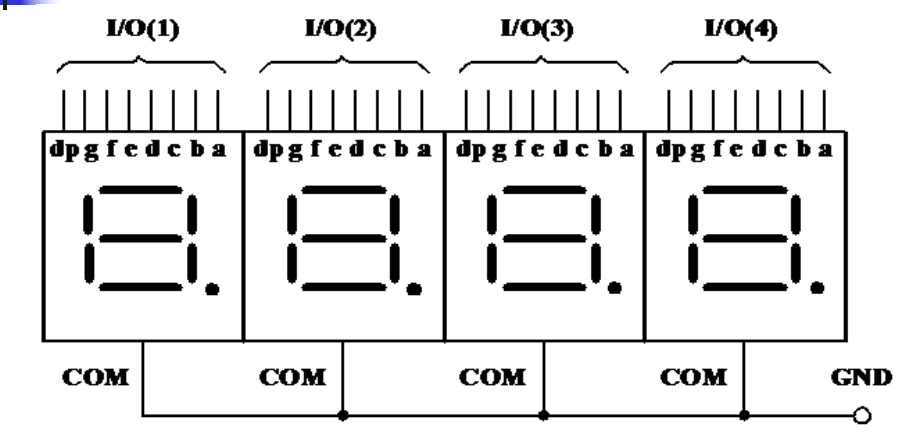 I/O(1) I/O(2) I/O(3) I/O(4)
dp g f e d c b a dp g f e d c b a dp g f e d c b a dp g f e d c b a
COM COM COM COM GND